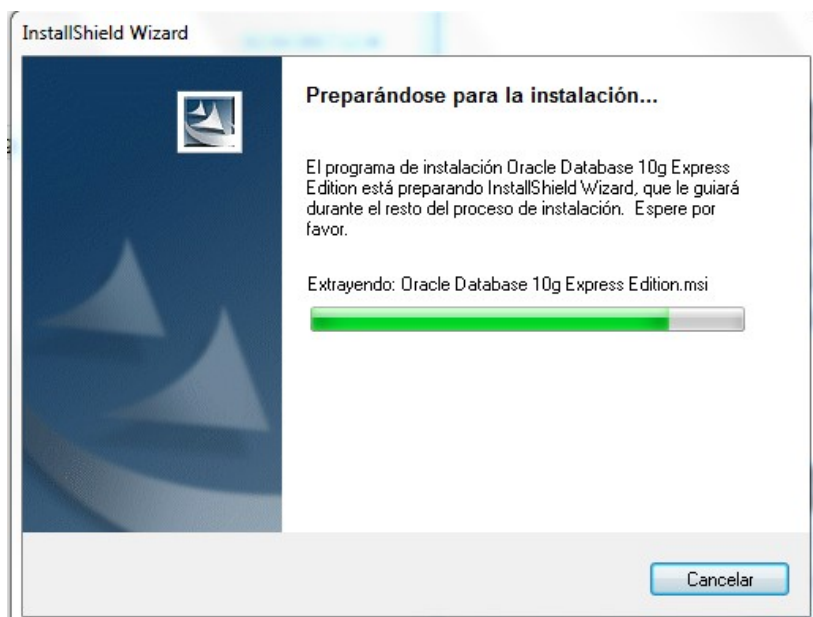 InstallShield Wizard
Preparándose para la instalación...
El programa de instalación Oracle Database 10g Express
Edition está preparando InstallShield Wizard, que le guiará
durante el resto del proceso de instalación. Espere por
favor.
Extrayendo: Oracle Database 10g Express Edition.msi
Cancelar